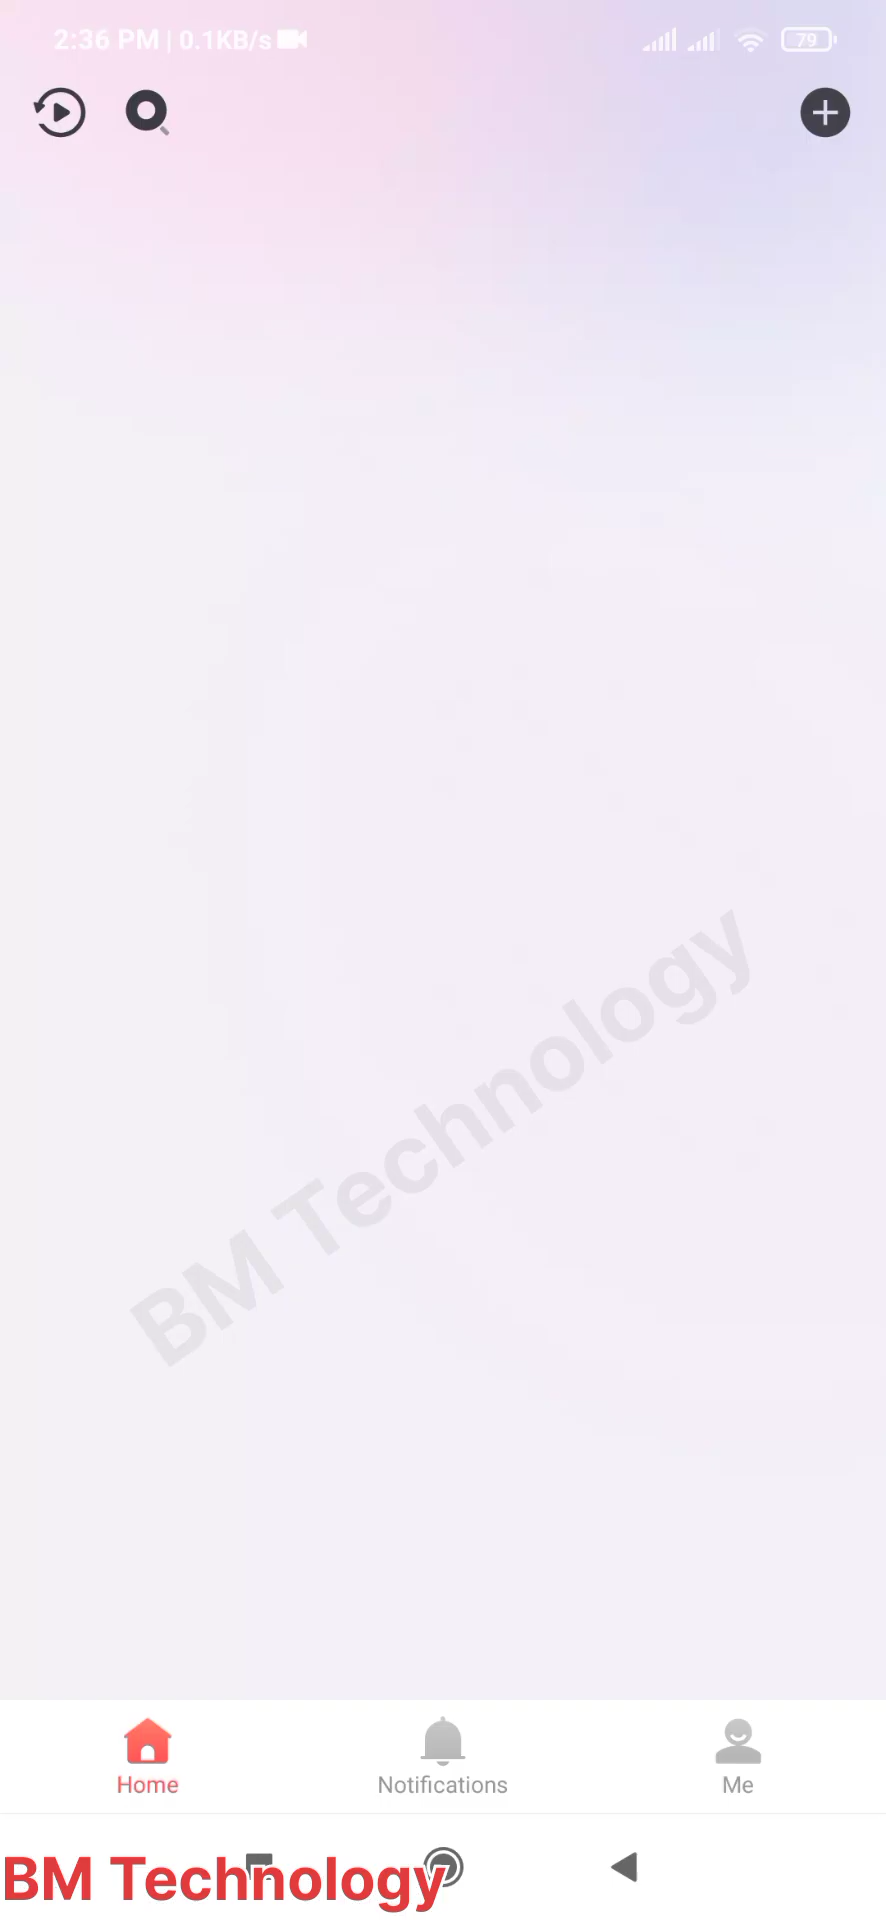 2:36 PM | 0.1KB/s
79
BM Technology
Home
Notifications
Me
BM Technology